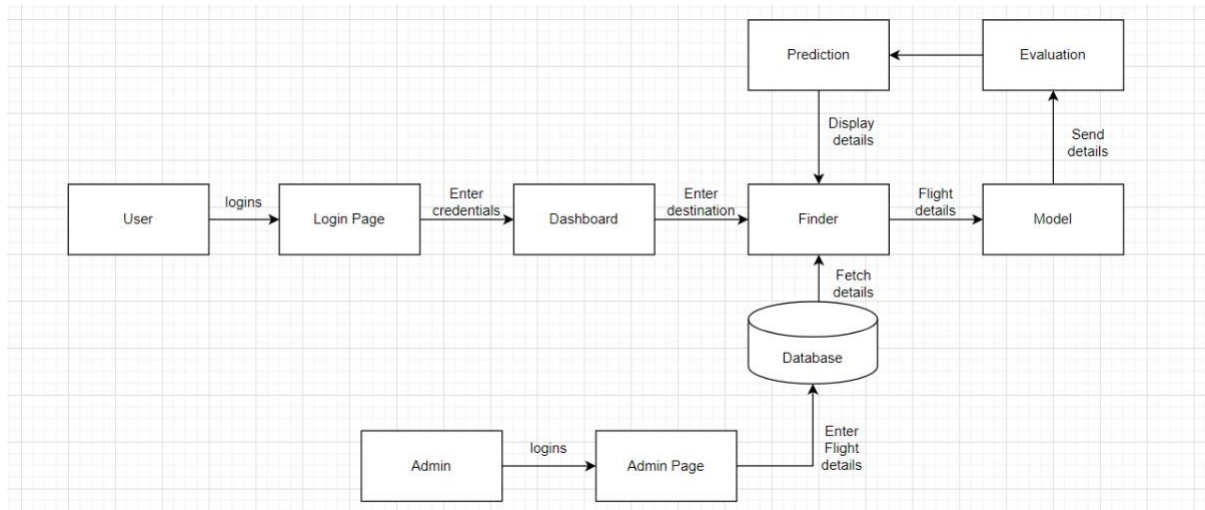 Prediction
Evaluation
Display
details
Send
details
User
logins
Login Page
Enter
credentials
Dashboard
Enter
destination
Finder
Flight
details
Model
Fetch
details
Database
Admin
logins
Admin Page
Enter
Flight
details